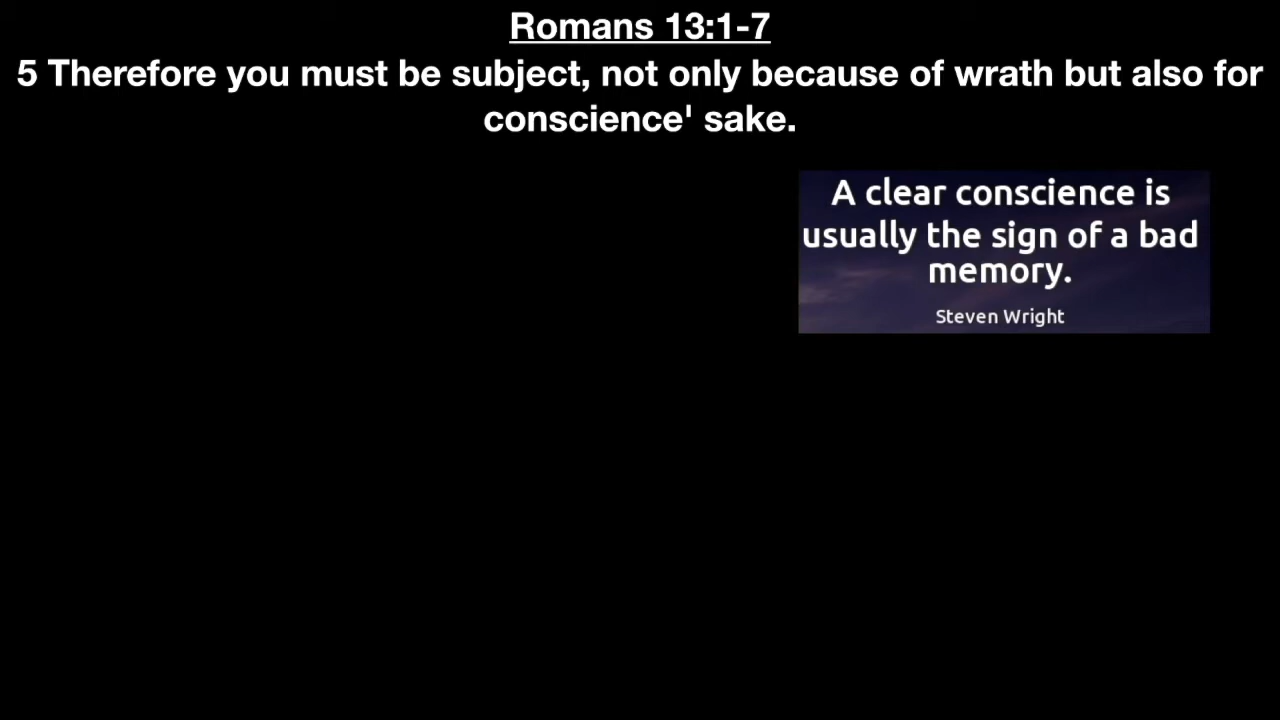 Romans 13:1-7
5 Therefore you must be subject, not only because of wrath but also for
conscience' sake.
A clear conscience is
usually the sign of a bad
memory.
Steven Wright